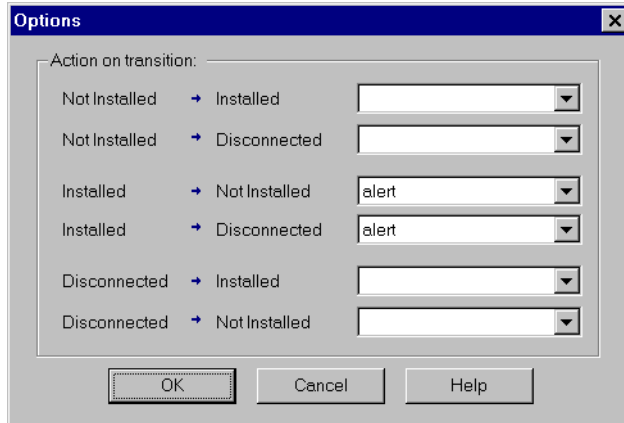 Options
Action on transition:
Not Installed → Installed
Not Installed → Disconnected
Installed → Not Installed alert
Installed → Disconnected alert
Disconnected → Installed
Disconnected → Not Installed
OK Cancel Help